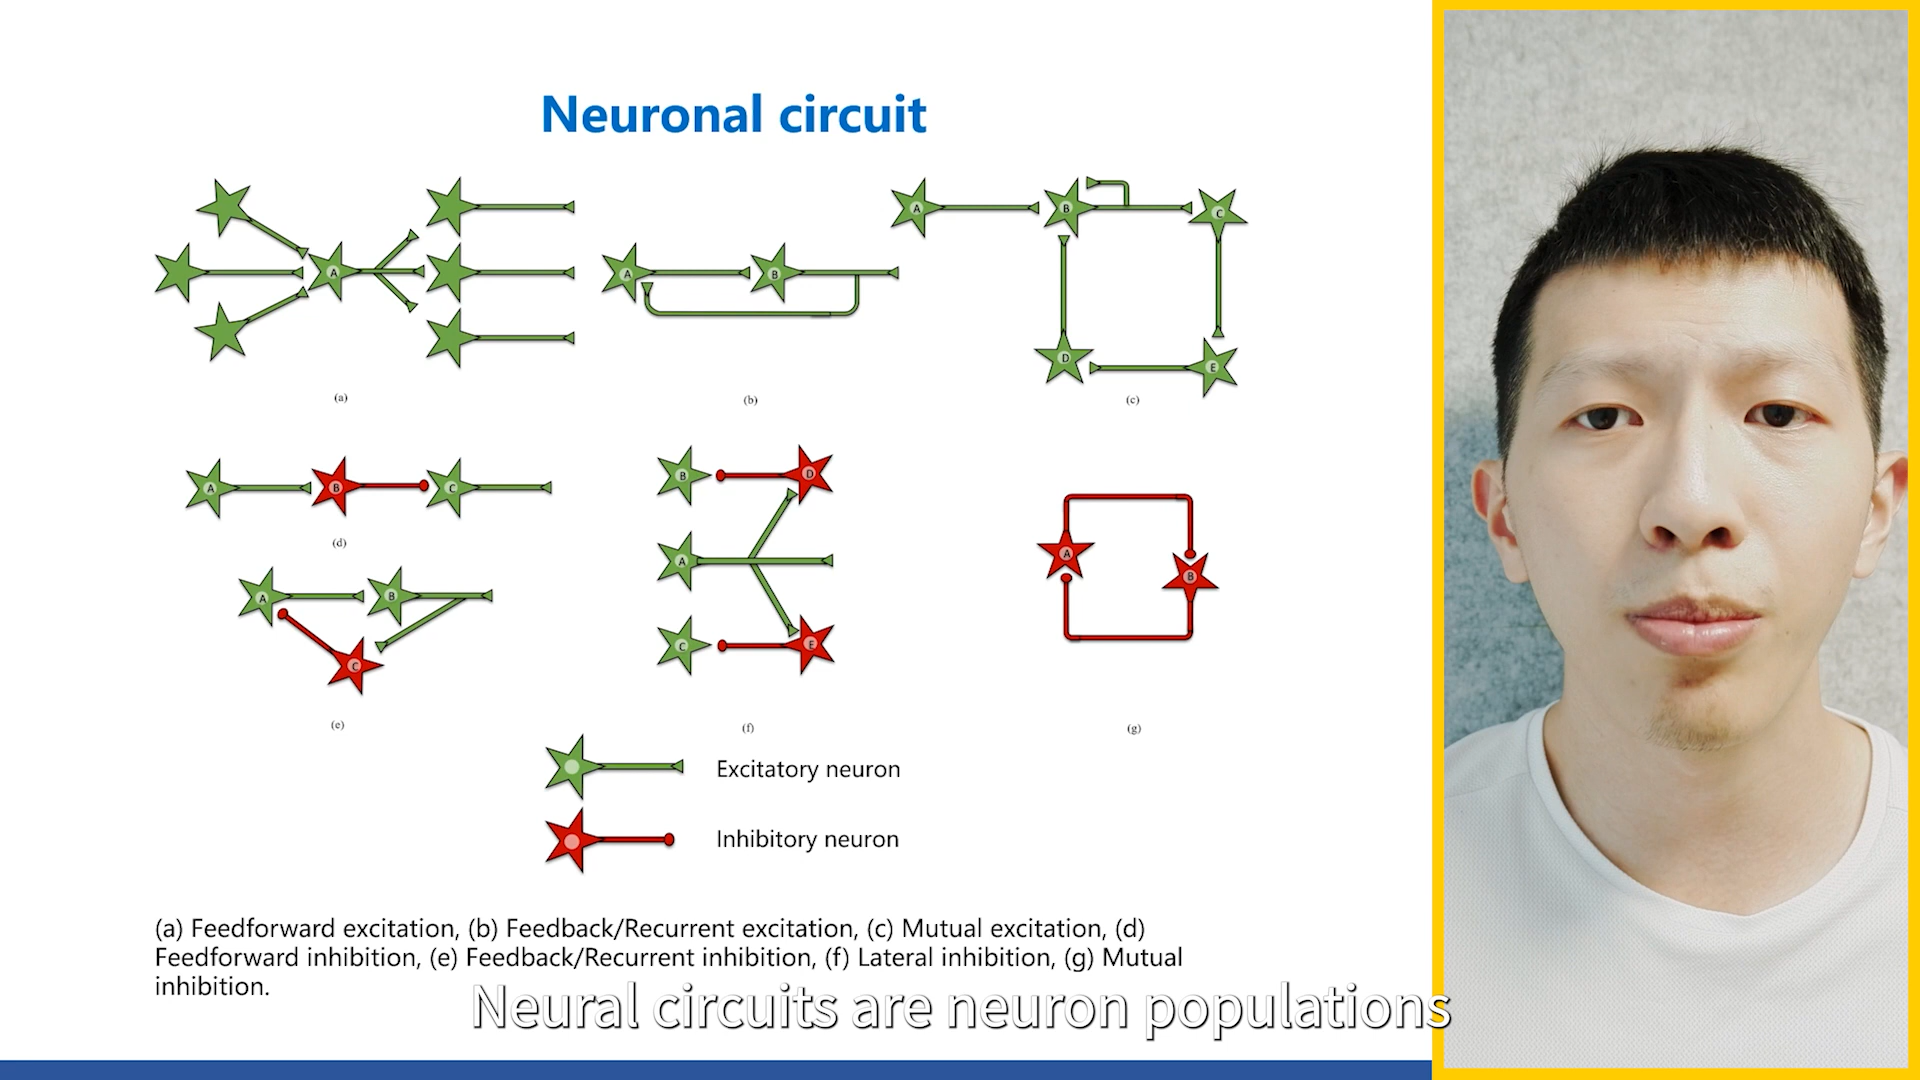 Neuronal circuit
A
A
B
A
B
C
D
E
(a)
(b)
(c)
A
B
C
B
D
(d)
A
A
B
A
B
C
C
E
(e)
(f)
(g)
Excitatory neuron
Inhibitory neuron
(a) Feedforward excitation, (b) Feedback/Recurrent excitation, (c) Mutual excitation, (d)
Feedforward inhibition, (e) Feedback/Recurrent inhibition, (f) Lateral inhibition, (g) Mutual
inhibition.
Neural circuits are neuron populations